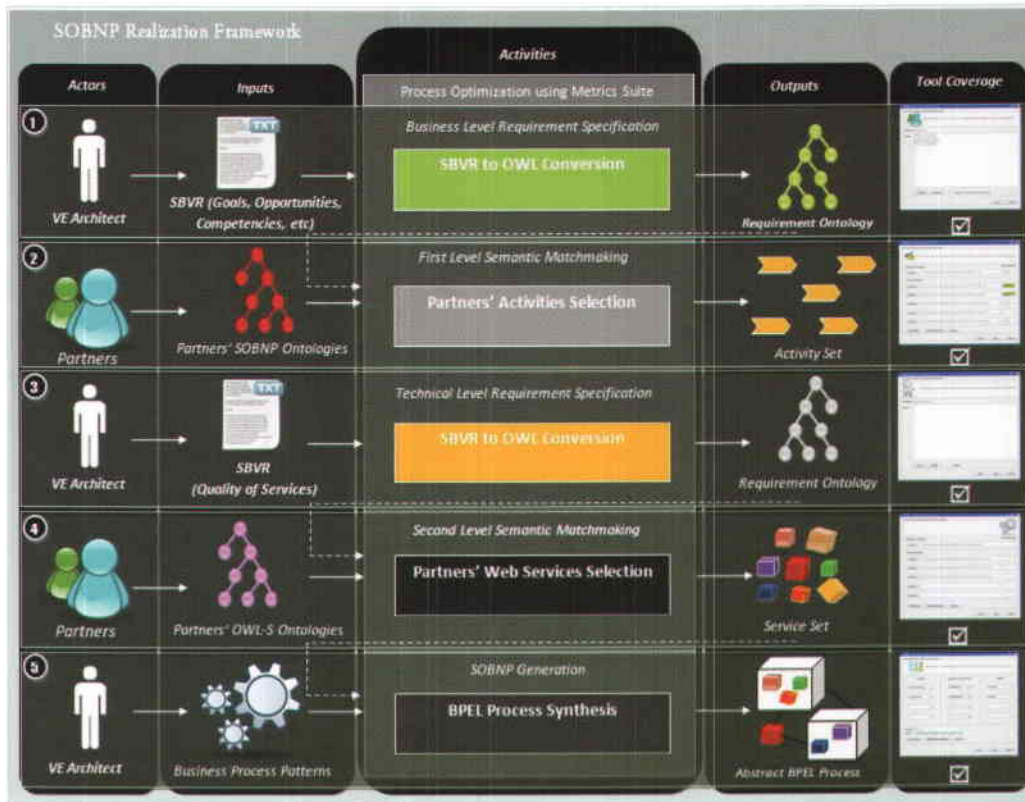 SOBNP Realization Framework
Activities
Actors
Inputs
Outputs
Tool Coverage
Process Optimization using Metrics Suite
1
TXT
Business Level Requirement Specification
SBVR to OWL Conversion
VE Architect
SBVR (Goals, Opportunities,
Competencies, etc)
Requirement Ontology
2
First Level Semantic Matchmaking
Partners' Activities Selection
Partners
Partners' SOBNP Ontologies
Activity Set
3
TXT
Technical Level Requirement Specification
SBVR to OWL Conversion
VE Architect
SBVR
(Quality of Services)
Requirement Ontology
4
Second Level Semantic Matchmaking
Partners' Web Services Selection
Partners
Partners' OWL-S Ontologies
Service Set
5
SOBNP Generation
BPEL Process Synthesis
VE Architect
Business Process Patterns
Abstract BPEL Process